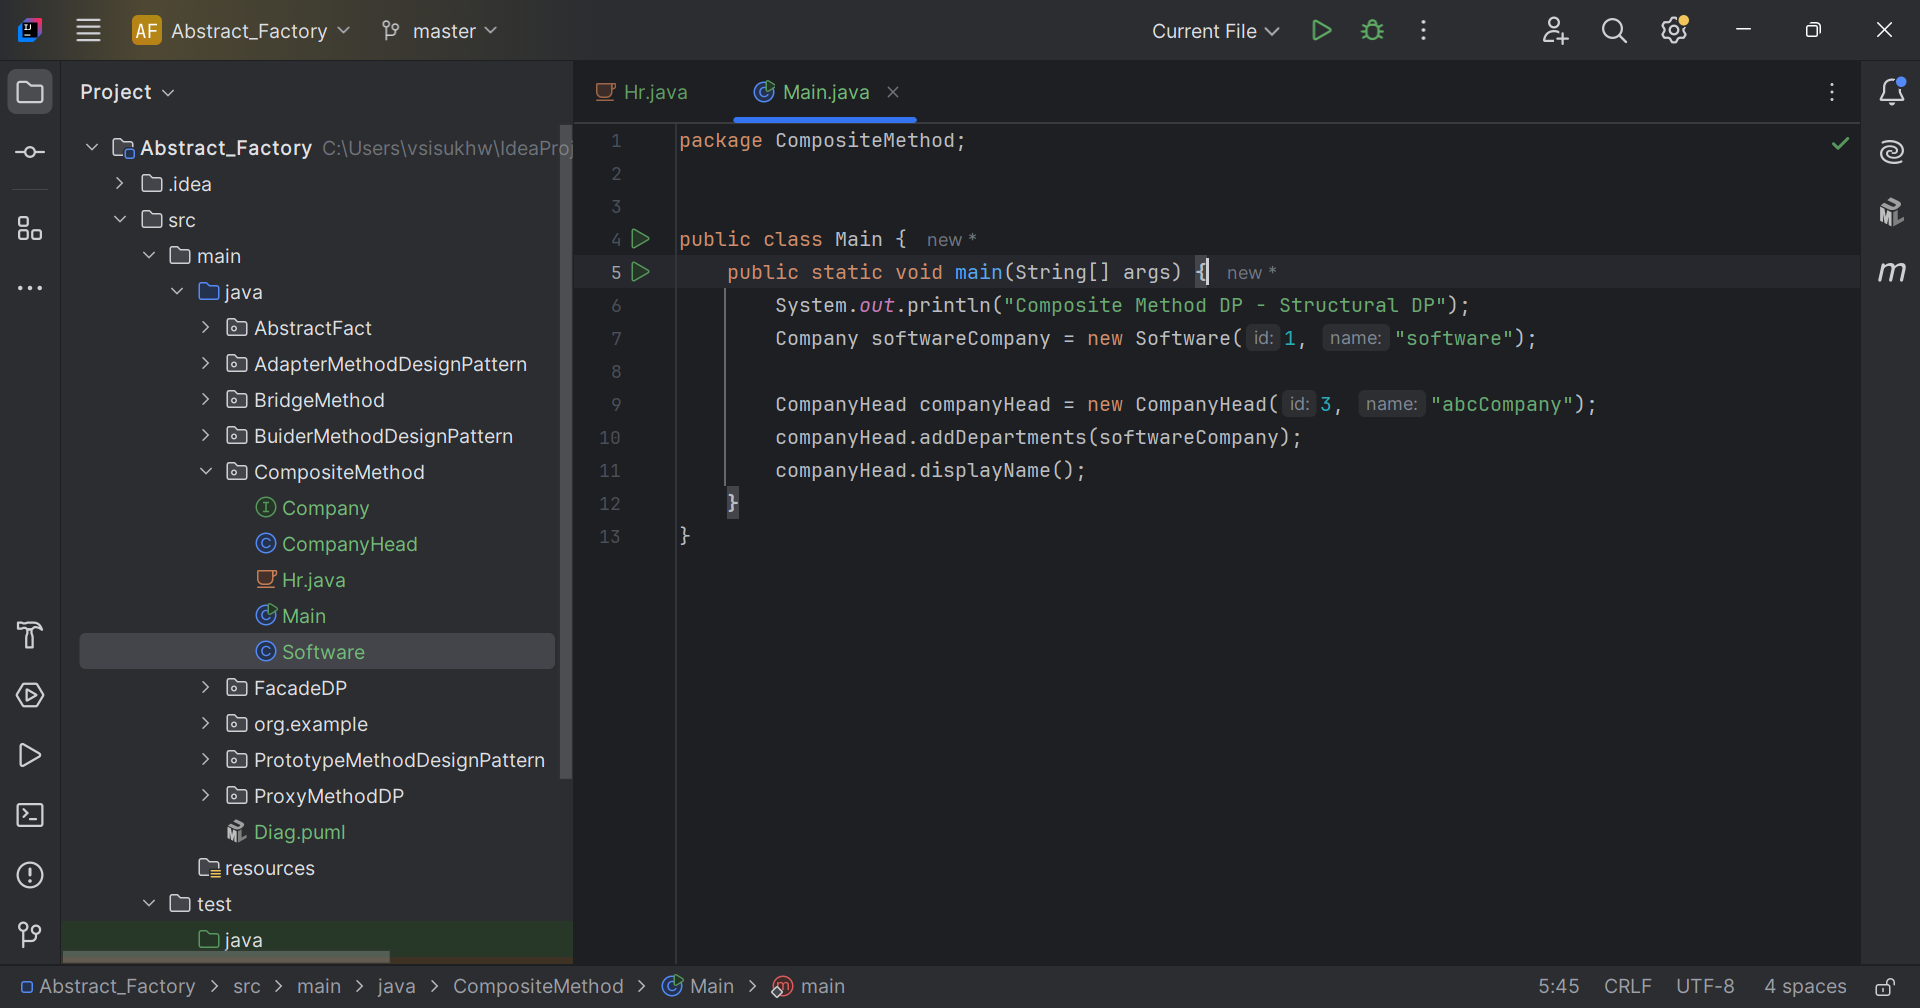 AF Abstract_Factory master Current File
Project
Abstract_Factory C:\Users\vsisukhw\IdeaProj
.idea
src
main
java
AbstractFact
AdapterMethodDesignPattern
BridgeMethod
BuiderMethodDesignPattern
CompositeMethod
Company
CompanyHead
Hr.java
Main
Software
FacadeDP
org.example
PrototypeMethodDesignPattern
ProxyMethodDP
Diag.puml
resources
test
java
Hr.java Main.java
1 package CompositeMethod;
2
3
4 public class Main { new *
5 public static void main(String[] args) { new *
6 System.out.println("Composite Method DP - Structural DP");
7 Company softwareCompany = new Software( id: 1, name: "software");
8
9 CompanyHead companyHead = new CompanyHead( id: 3, name: "abcCompany");
10 companyHead.addDepartments(softwareCompany);
11 companyHead.displayName();
12 }
13 }
Abstract_Factory > src > main > java > CompositeMethod > Main > main 5:45 CRLF UTF-8 4 spaces